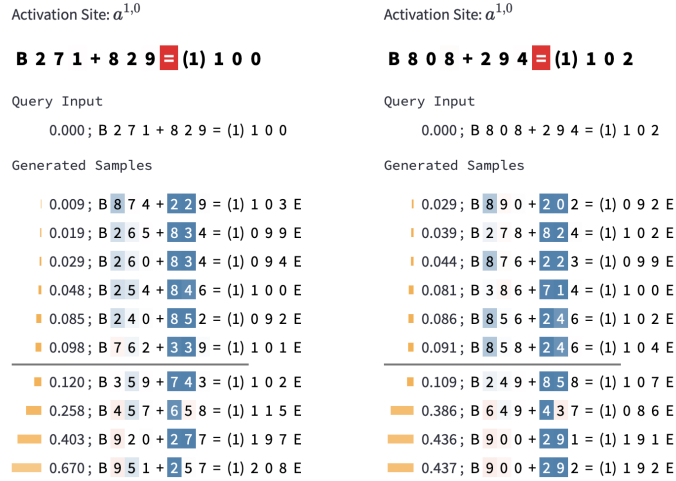 Activation Site: a^{1,0}
B 2 7 1 + 8 2 9 = (1) 1 0 0
Query Input
0.000 ; B 2 7 1 + 8 2 9 = (1) 1 0 0
Generated Samples
0.009 ; B 8 7 4 + 2 2 9 = (1) 1 0 3 E
0.019 ; B 2 6 5 + 8 3 4 = (1) 0 9 9 E
0.029 ; B 2 6 0 + 8 3 4 = (1) 0 9 4 E
0.048 ; B 2 5 4 + 8 4 6 = (1) 1 0 0 E
0.085 ; B 2 4 0 + 8 5 2 = (1) 0 9 2 E
0.098 ; B 7 6 2 + 3 3 9 = (1) 1 0 1 E
0.120 ; B 3 5 9 + 7 4 3 = (1) 1 0 2 E
0.258 ; B 4 5 7 + 6 5 8 = (1) 1 1 5 E
0.403 ; B 9 2 0 + 2 7 7 = (1) 1 9 7 E
0.670 ; B 9 5 1 + 2 5 7 = (1) 2 0 8 E
Activation Site: a^{1,0}
B 8 0 8 + 2 9 4 = (1) 1 0 2
Query Input
0.000 ; B 8 0 8 + 2 9 4 = (1) 1 0 2
Generated Samples
0.029 ; B 8 9 0 + 2 0 2 = (1) 0 9 2 E
0.039 ; B 2 7 8 + 8 2 4 = (1) 1 0 2 E
0.044 ; B 8 7 6 + 2 2 3 = (1) 0 9 9 E
0.081 ; B 3 8 6 + 7 1 4 = (1) 1 0 0 E
0.086 ; B 8 5 6 + 2 4 6 = (1) 1 0 2 E
0.091 ; B 8 5 8 + 2 4 6 = (1) 1 0 4 E
0.109 ; B 2 4 9 + 8 5 8 = (1) 1 0 7 E
0.386 ; B 6 4 9 + 4 3 7 = (1) 0 8 6 E
0.436 ; B 9 0 0 + 2 9 1 = (1) 1 9 1 E
0.437 ; B 9 0 0 + 2 9 2 = (1) 1 9 2 E